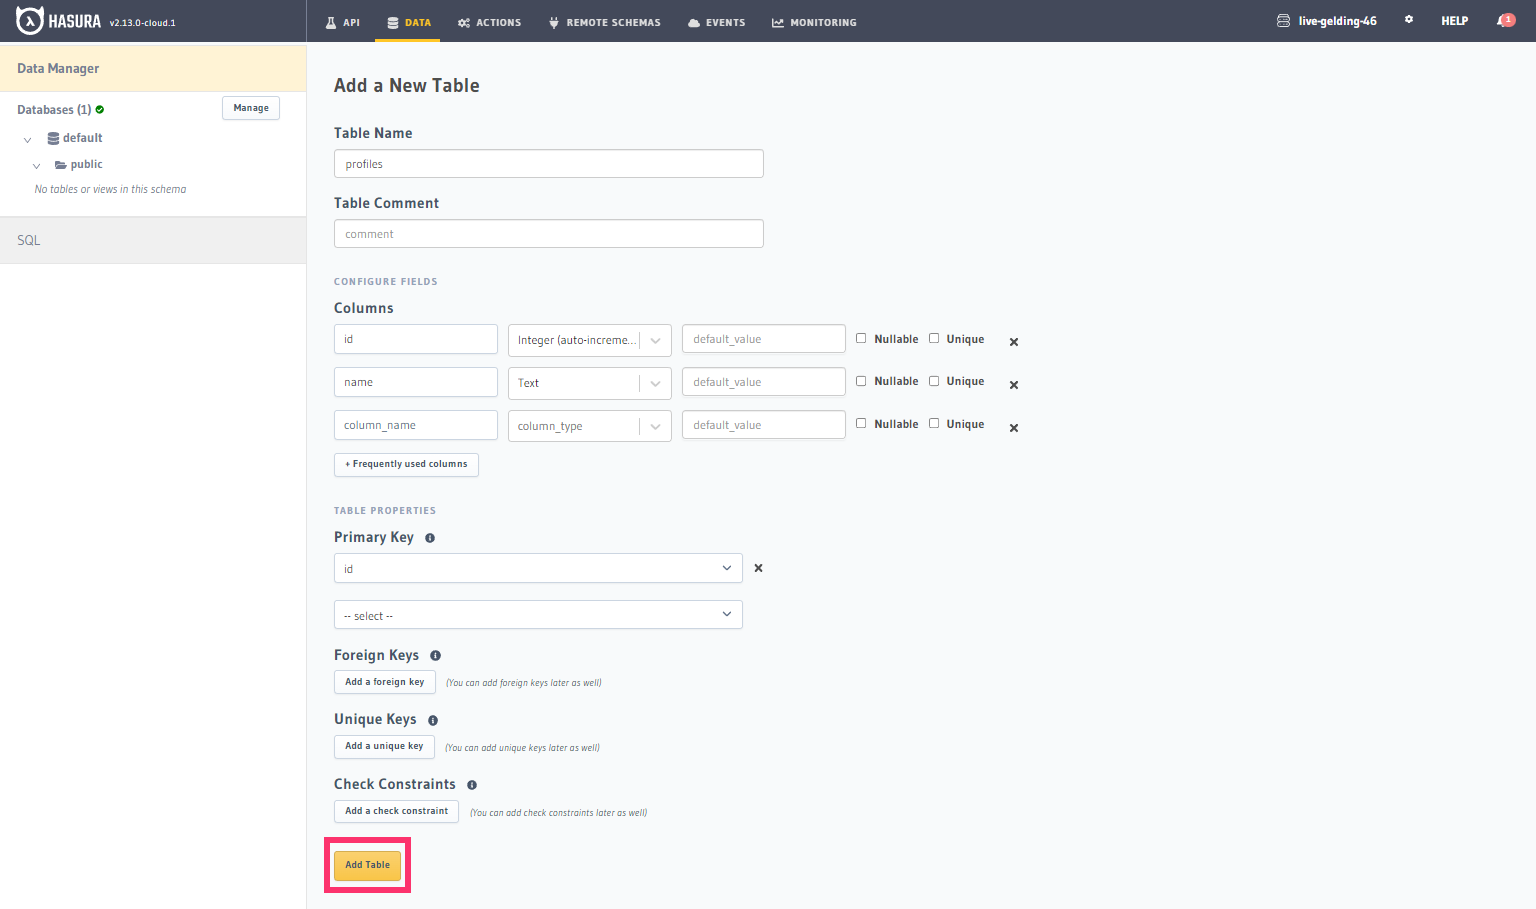 HASURA v2.13.0-cloud.1 API DATA ACTIONS REMOTE SCHEMAS EVENTS MONITORING live-gelding-46 HELP 1
Data Manager
Databases (1) Manage
default
public
No tables or views in this schema
SQL
Add a New Table
Table Name
profiles
Table Comment
comment
CONFIGURE FIELDS
Columns
id Integer (auto-increme... default_value Nullable Unique
name Text default_value Nullable Unique
column_name column_type default_value Nullable Unique
+ Frequently used columns
TABLE PROPERTIES
Primary Key
id
-- select --
Foreign Keys
Add a foreign key (You can add foreign keys later as well)
Unique Keys
Add a unique key (You can add unique keys later as well)
Check Constraints
Add a check constraint (You can add check constraints later as well)
Add Table